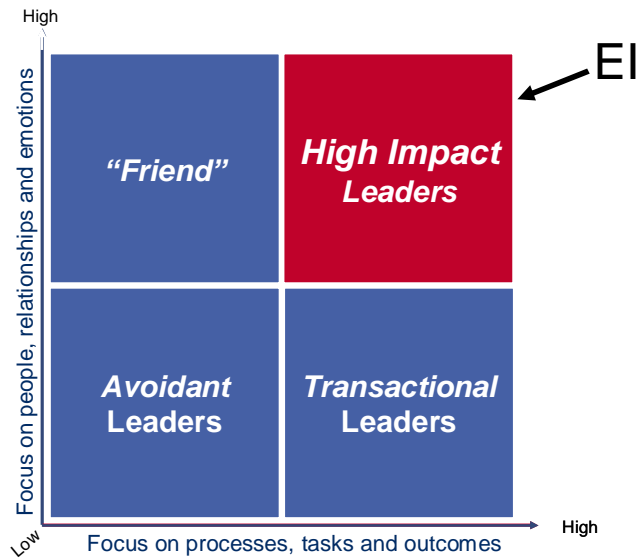 High
EI
Focus on people, relationships and emotions
“Friend”
High Impact
Leaders
Avoidant
Leaders
Transactional
Leaders
Low
High
Focus on processes, tasks and outcomes